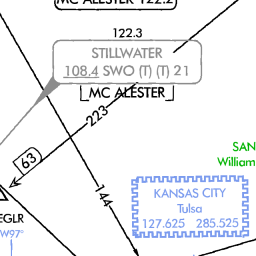 MC ALESTER 122.2
122.3
STILLWATER
108.4 SWO (T) (T) 21
MC ALESTER
223
63
144
SAN
William
KANSAS CITY
Tulsa
127.625 285.525
EGLR
W97°